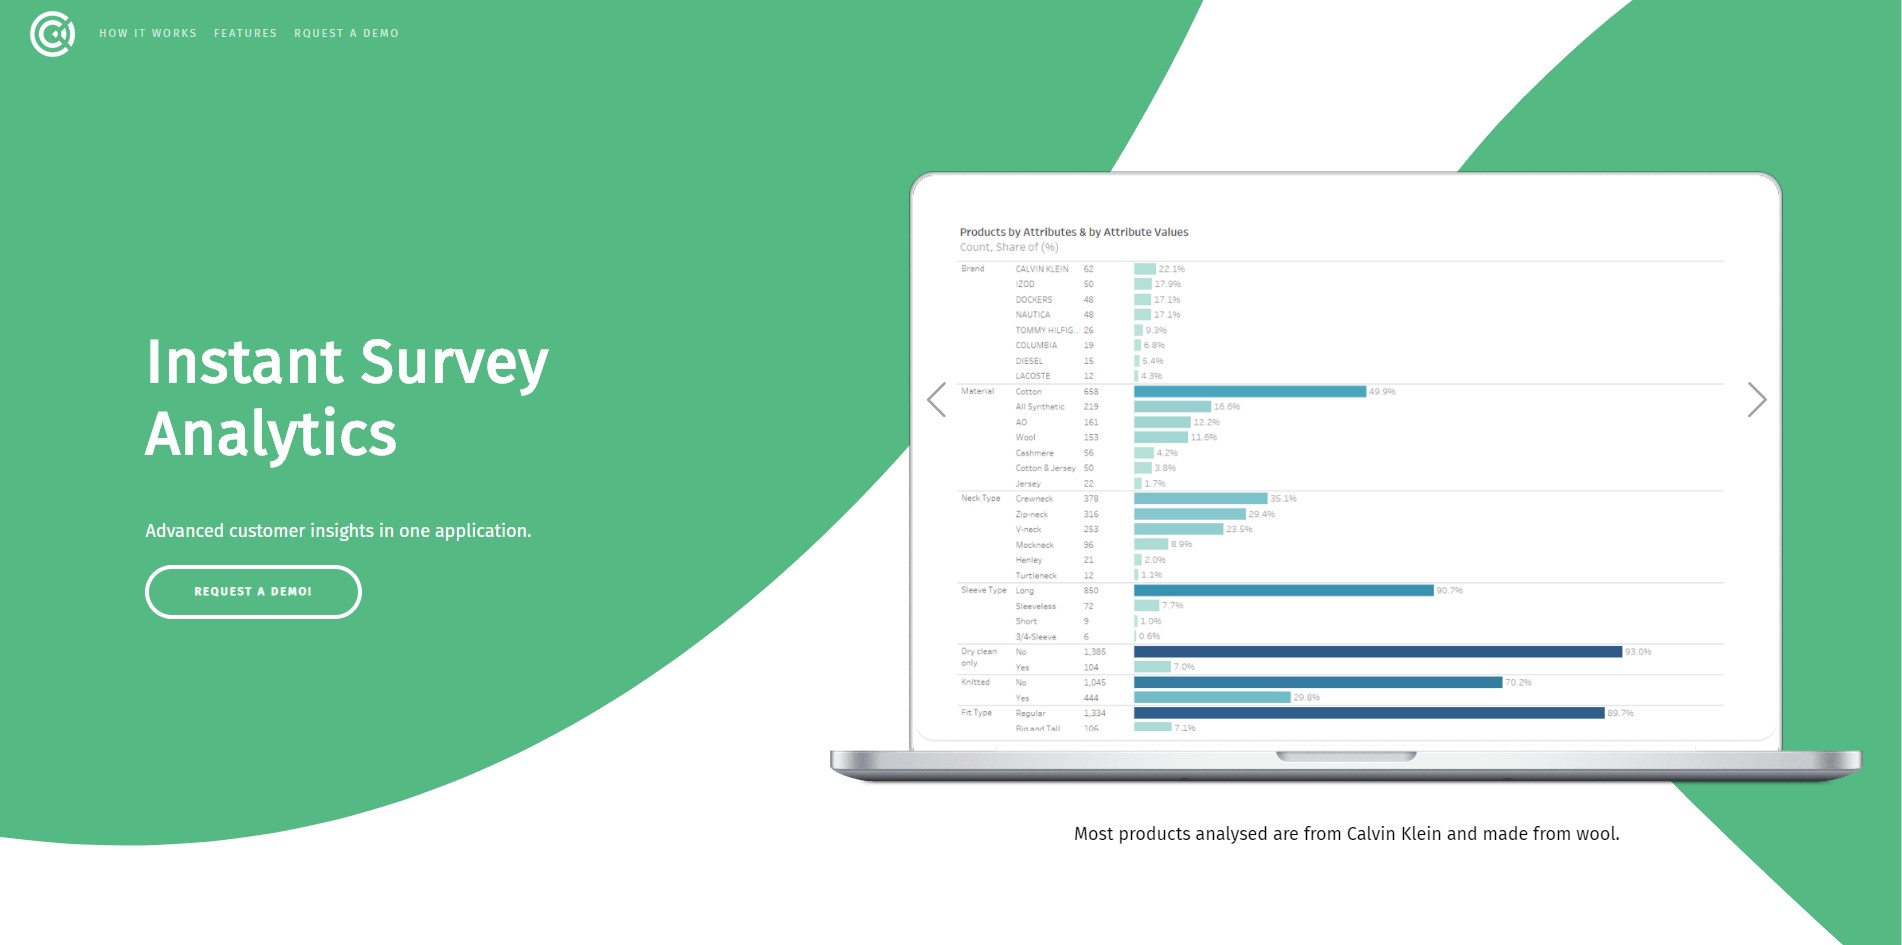 HOW IT WORKS FEATURES RQUEST A DEMO
Instant Survey
Analytics
Advanced customer insights in one application.
REQUEST A DEMO!
Products by Attributes & by Attribute Values
Count, Share of (%)
Brand CALVIN KLEIN 62 22.1%
IZOD 50 17.9%
DOCKERS 48 17.1%
NAUTICA 48 17.1%
TOMMY HILFIG.. 26 9.3%
COLUMBIA 19 6.8%
DIESEL 15 5.4%
LACOSTE 12 4.3%
Material Cotton 658 49.9%
All Synthetic 219 16.6%
AO 161 12.2%
Wool 153 11.6%
Cashmere 56 4.2%
Cotton & Jersey 50 3.8%
Jersey 22 1.7%
Neck Type Crewneck 378 35.1%
Zip-neck 316 29.4%
V-neck 253 23.5%
Mockneck 96 8.9%
Henley 21 2.0%
Turtleneck 12 1.1%
Sleeve Type Long 850 90.7%
Sleeveless 72 7.7%
Short 9 1.0%
3/4-Sleeve 6 0.6%
Dry clean only No 1,385 93.0%
Yes 104 7.0%
Knitted No 1,045 70.2%
Yes 444 29.8%
Fit Type Regular 1,334 89.7%
Big and Tall 106 7.1%
Most products analysed are from Calvin Klein and made from wool.